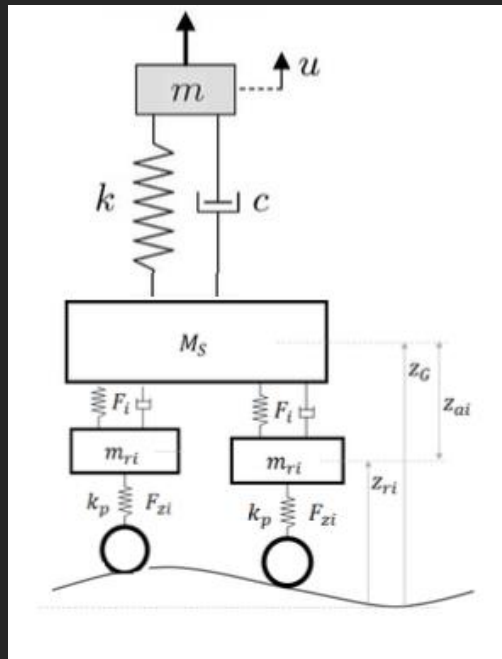 m
u
k
c
M_S
z_G
F_i
F_i
z_ai
m_ri
m_ri
z_ri
k_p F_zi
k_p F_zi